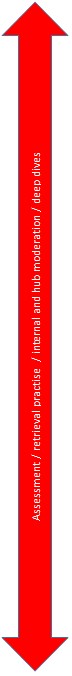 Assessment / retrieval practise  / internal and hub moderation / deep dives